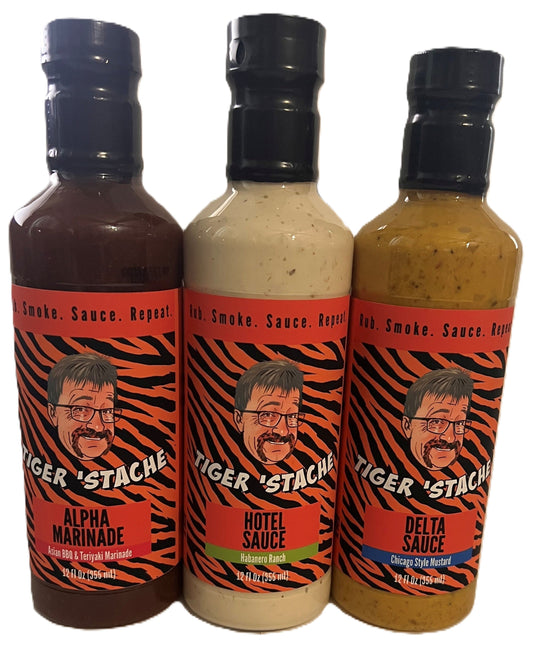 b. Smoke. Sauce. Repeat.
TIGER 'STACHE
ALPHA
MARINADE
Asian BBQ & Teriyaki Marinade
12 fl Oz (355 ml)
Rub. Smoke. Sauce. Repeat.
TIGER 'STACHE
HOTEL
SAUCE
Habanero Ranch
12 fl Oz (355 ml)
Rub. Smoke. Sauce. Repeat
TIGER 'STACHE
DELTA
SAUCE
Chicago Style Mustard
12 fl Oz (355 ml)